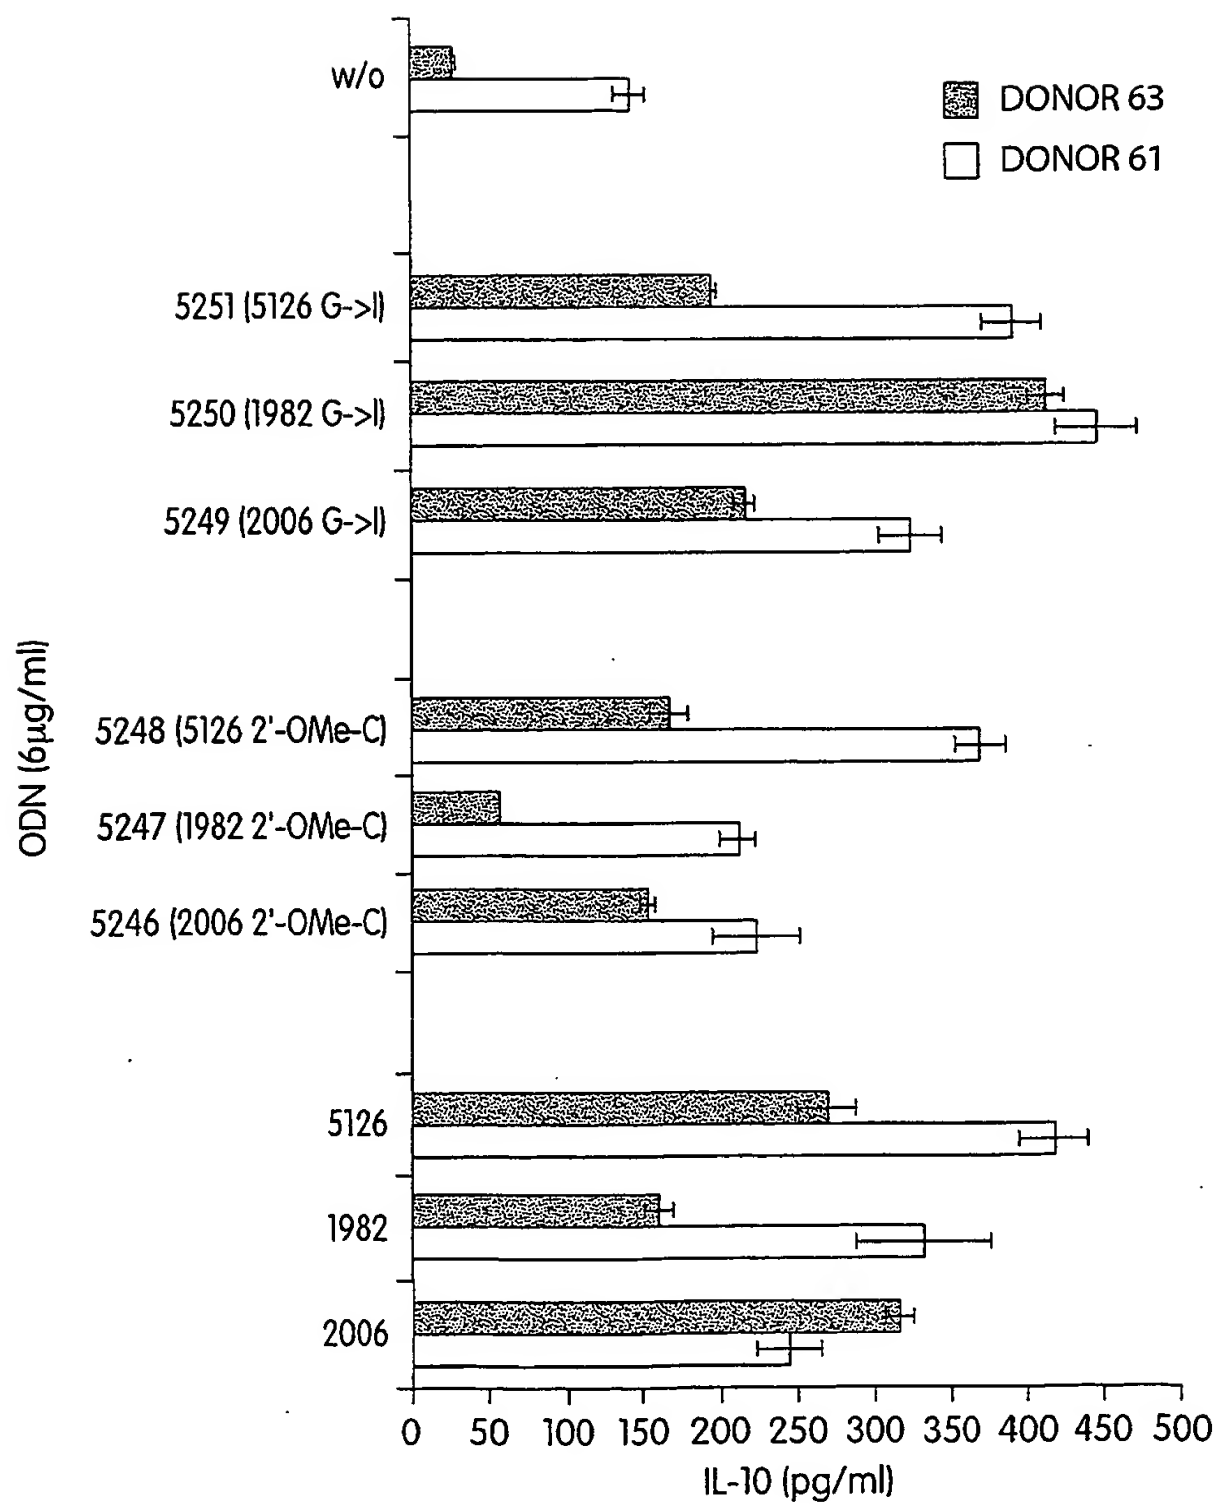 w/o
DONOR 63
DONOR 61
5251 (5126 G->I)
5250 (1982 G->I)
5249 (2006 G->I)
ODN (6µg/ml)
5248 (5126 2'-OMe-C)
5247 (1982 2'-OMe-C)
5246 (2006 2'-OMe-C)
5126
1982
2006
0 50 100 150 200 250 300 350 400 450 500
IL-10 (pg/ml)